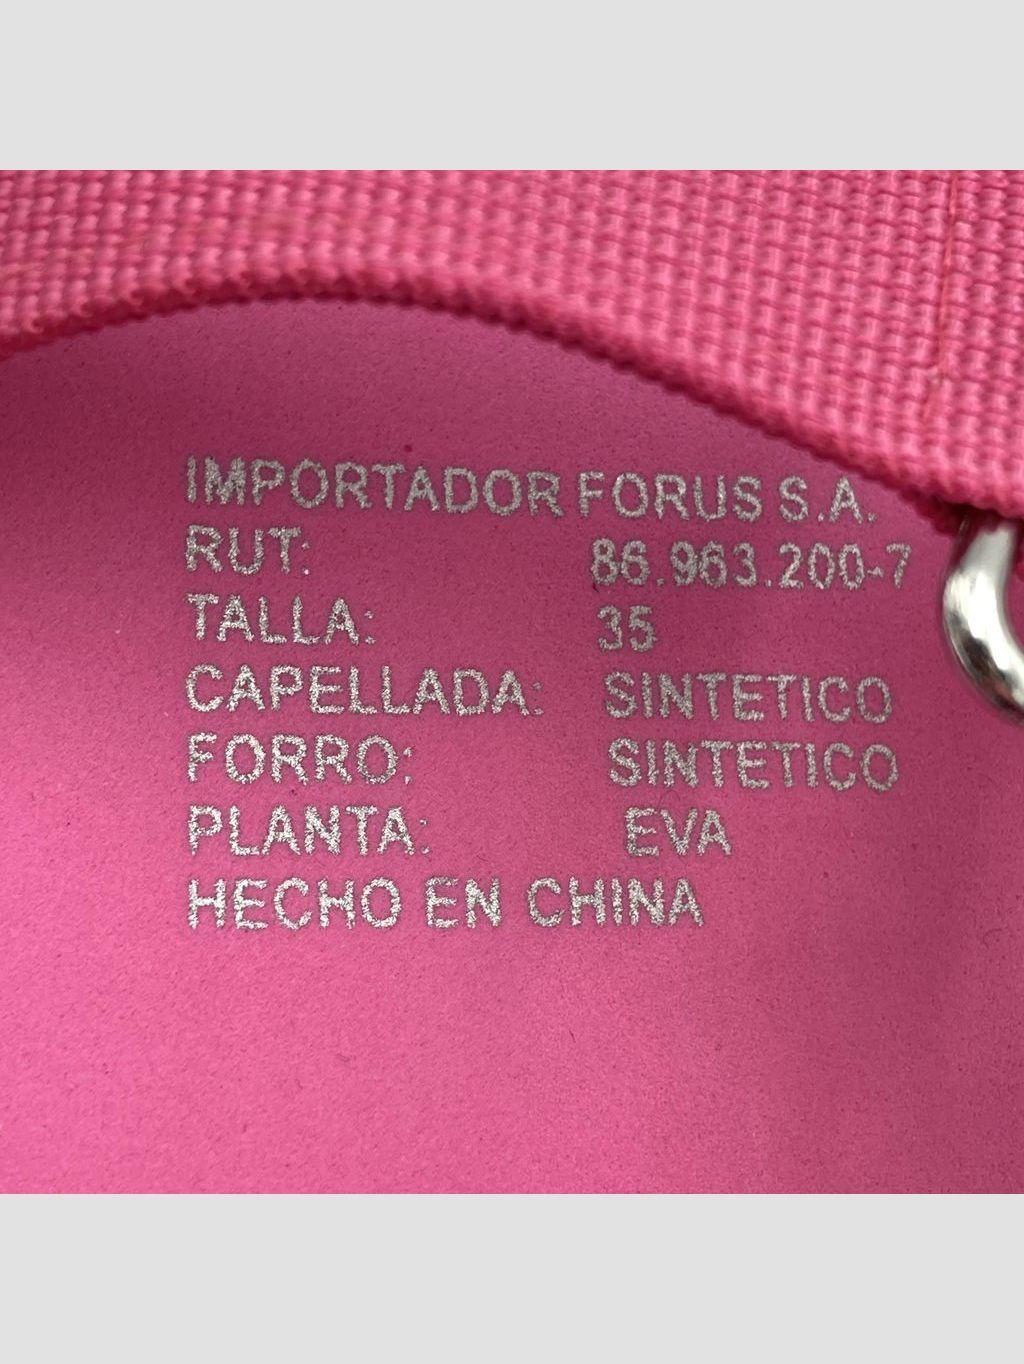 IMPORTADOR FORUS S.A.
RUT: 86.963.200-7
TALLA: 35
CAPELLADA: SINTETICO
FORRO: SINTETICO
PLANTA: EVA
HECHO EN CHINA